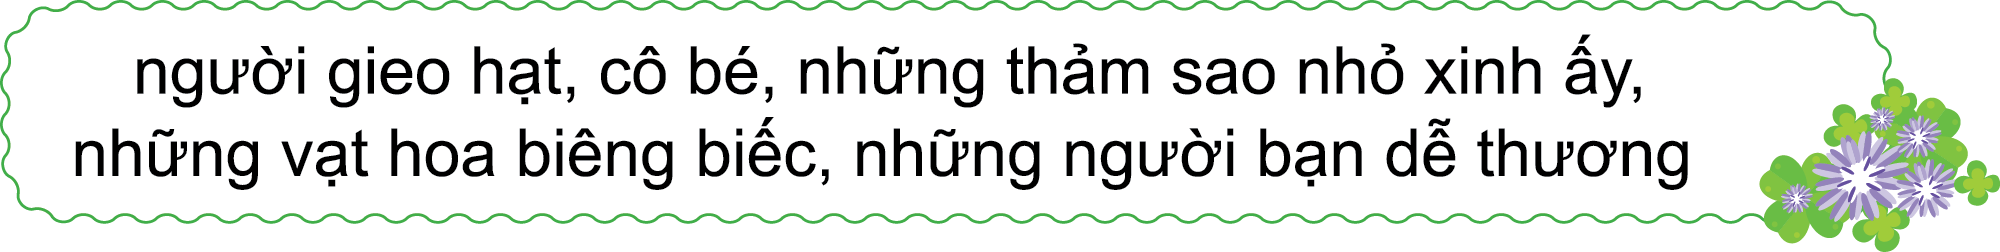 người gieo hạt, cô bé, những thảm sao nhỏ xinh ấy,
những vạt hoa biêng biếc, những người bạn dễ thương